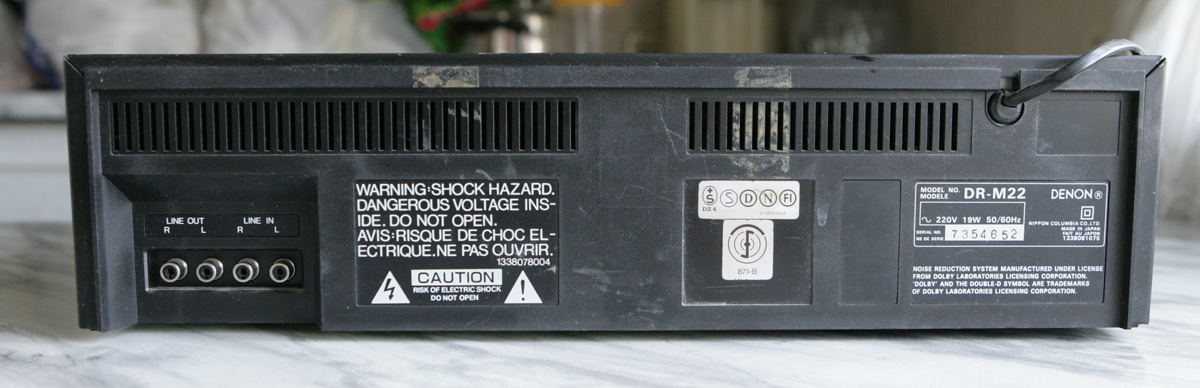 LINE OUT LINE IN
R L R L
WARNING:SHOCK HAZARD.
DANGEROUS VOLTAGE INS-
IDE. DO NOT OPEN.
AVIS:RISQUE DE CHOC EL-
ECTRIQUE.NE PAS OUVRIR.
1338078004
CAUTION
RISK OF ELECTRIC SHOCK
DO NOT OPEN
S S D N FI
DZ4
871-B
MODEL NO.
MODELE
DR-M22
DENON®
~ 220V 19W 50/60Hz
SERIAL NO.
NO DE SERIE
7354652
NIPPON COLUMBIA CO.,LTD.
MADE IN JAPAN
FAIT AU JAPON
1338081075
NOISE REDUCTION SYSTEM MANUFACTURED UNDER LICENSE
FROM DOLBY LABORATORIES LICENSING CORPORATION.
'DOLBY' AND THE DOUBLE-D SYMBOL ARE TRADEMARKS
OF DOLBY LABORATORIES LICENSING CORPORATION.